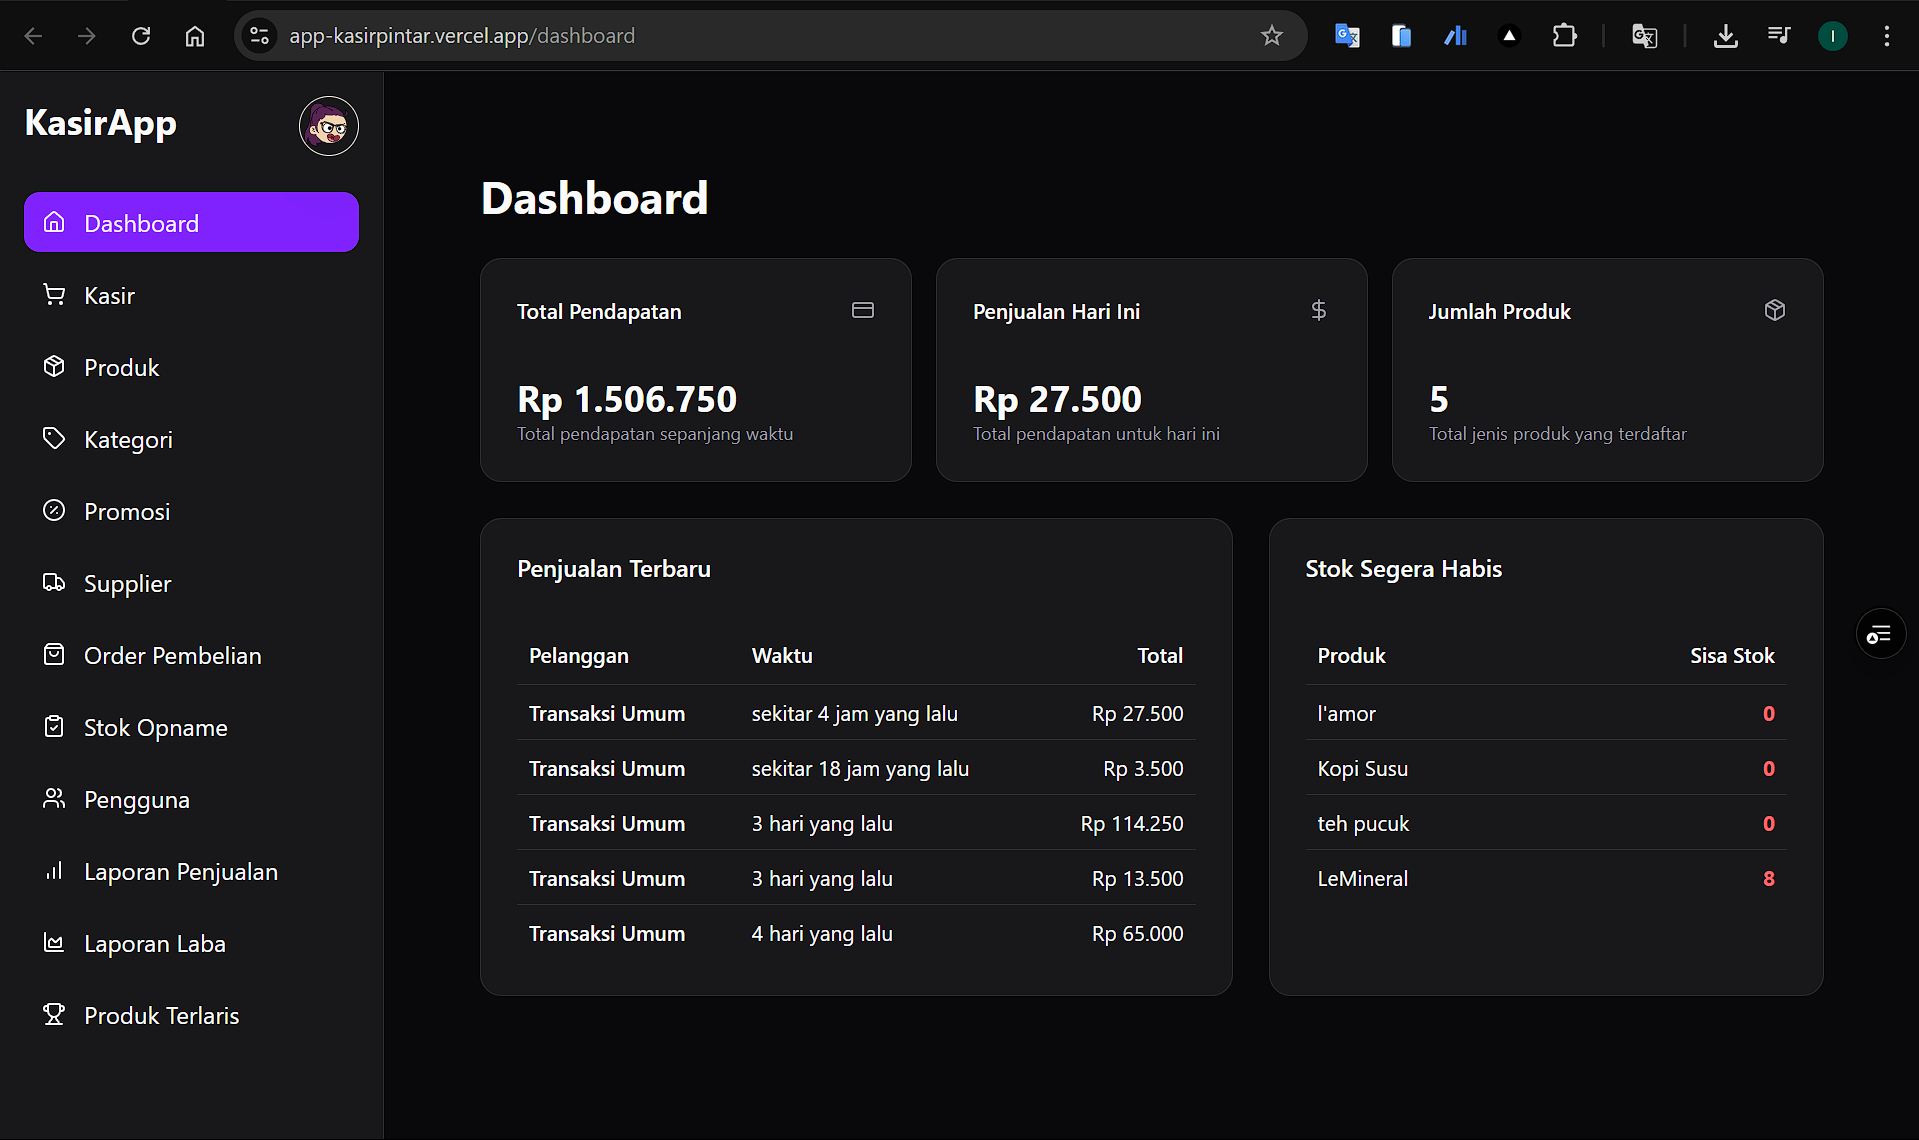 app-kasirpintar.vercel.app/dashboard
I
KasirApp
Dashboard
Kasir
Produk
Kategori
Promosi
Supplier
Order Pembelian
Stok Opname
Pengguna
Laporan Penjualan
Laporan Laba
Produk Terlaris
Dashboard
Total Pendapatan
Rp 1.506.750
Total pendapatan sepanjang waktu
Penjualan Hari Ini
Rp 27.500
Total pendapatan untuk hari ini
Jumlah Produk
5
Total jenis produk yang terdaftar
Penjualan Terbaru
Pelanggan Waktu Total
Transaksi Umum sekitar 4 jam yang lalu Rp 27.500
Transaksi Umum sekitar 18 jam yang lalu Rp 3.500
Transaksi Umum 3 hari yang lalu Rp 114.250
Transaksi Umum 3 hari yang lalu Rp 13.500
Transaksi Umum 4 hari yang lalu Rp 65.000
Stok Segera Habis
Produk Sisa Stok
l'amor 0
Kopi Susu 0
teh pucuk 0
LeMineral 8